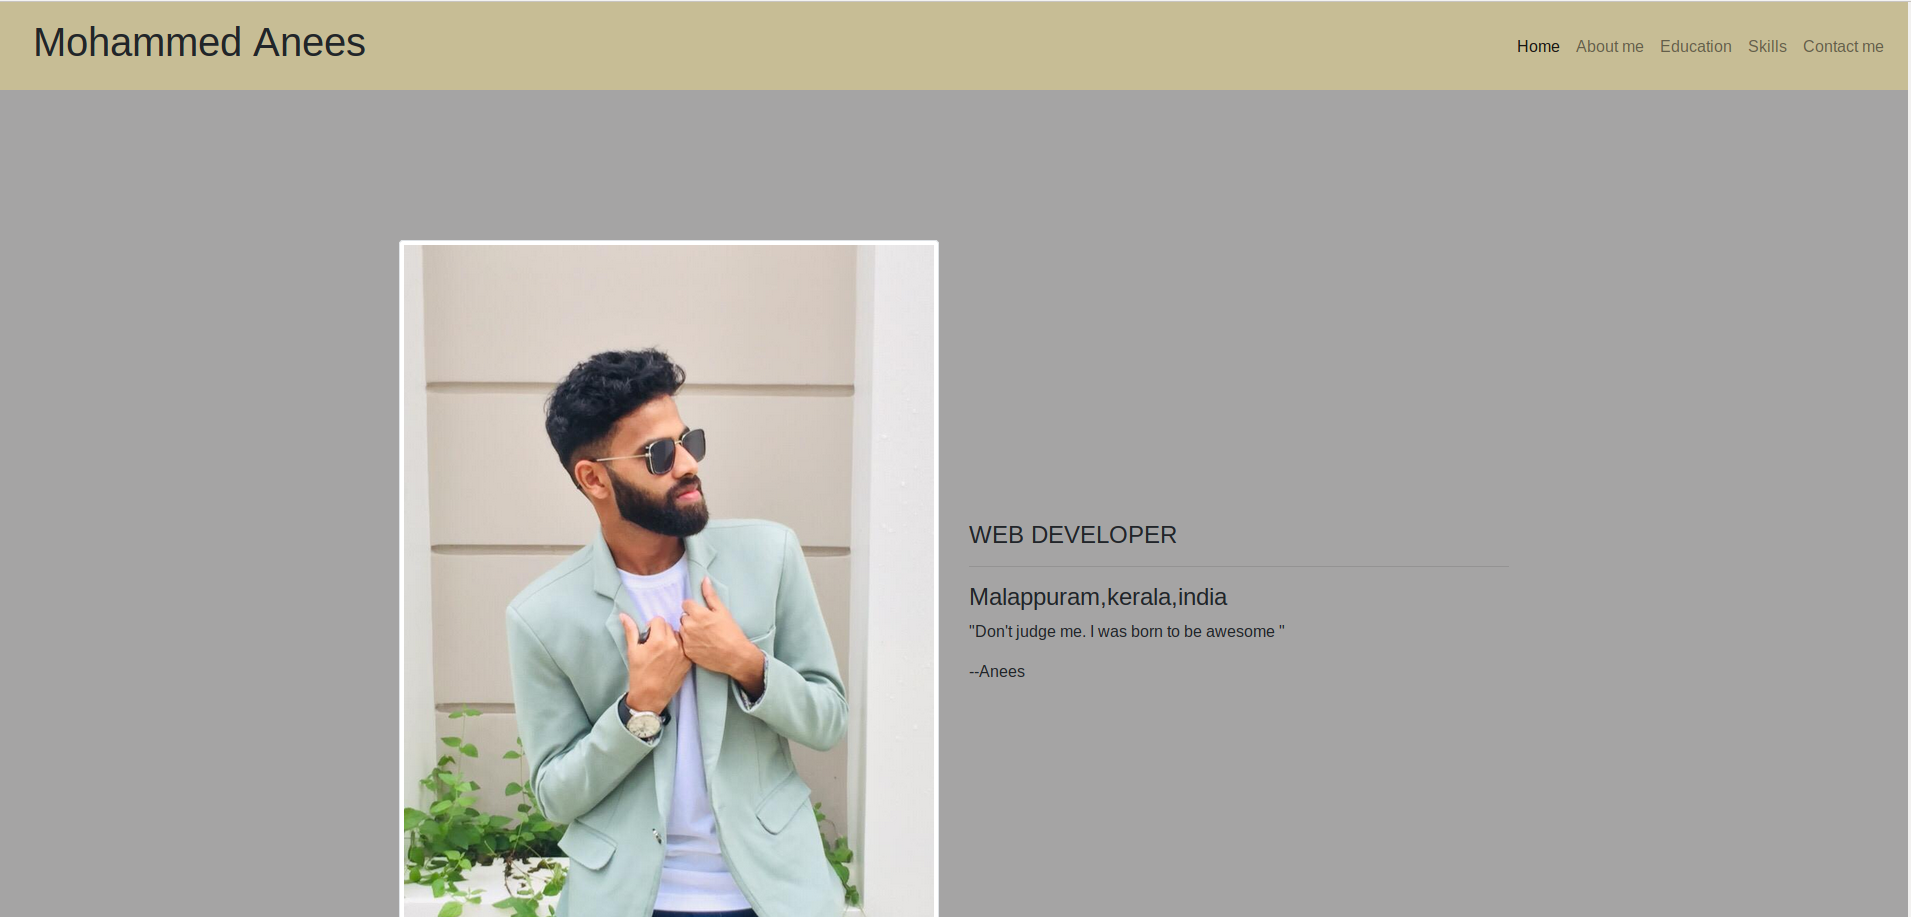 Mohammed Anees
Home About me Education Skills Contact me
WEB DEVELOPER
Malappuram,kerala,india
"Don't judge me. I was born to be awesome "
--Anees